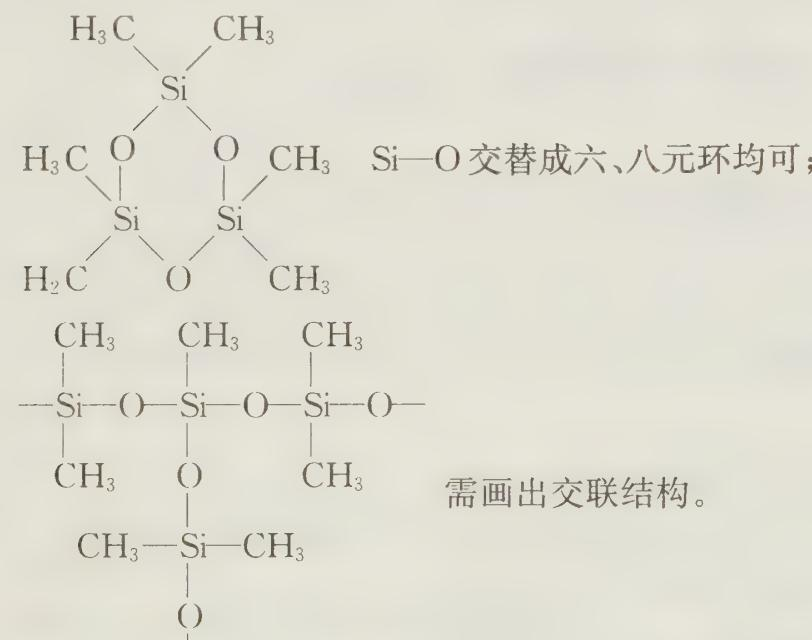 H₃C CH₃
Si
H₃C O O CH₃ Si—O 交替成六、八元环均可;
Si Si
H₂C O CH₃
CH₃ CH₃ CH₃
—Si—O—Si—O—Si—O—
CH₃ O CH₃ 需画出交联结构。
CH₃—Si—CH₃
O